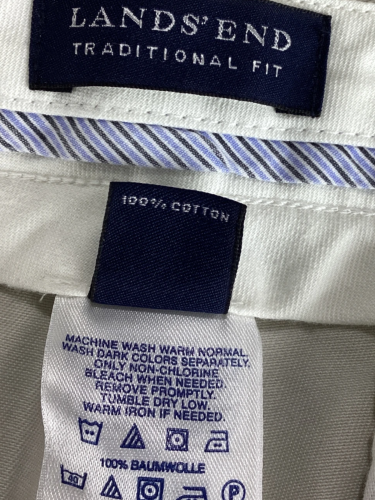 LANDS' END
TRADITIONAL FIT
100% COTTON
MACHINE WASH WARM NORMAL.
WASH DARK COLORS SEPARATELY.
ONLY NON-CHLORINE
BLEACH WHEN NEEDED.
REMOVE PROMPTLY.
TUMBLE DRY LOW.
WARM IRON IF NEEDED.
100% BAUMWOLLE
40 P